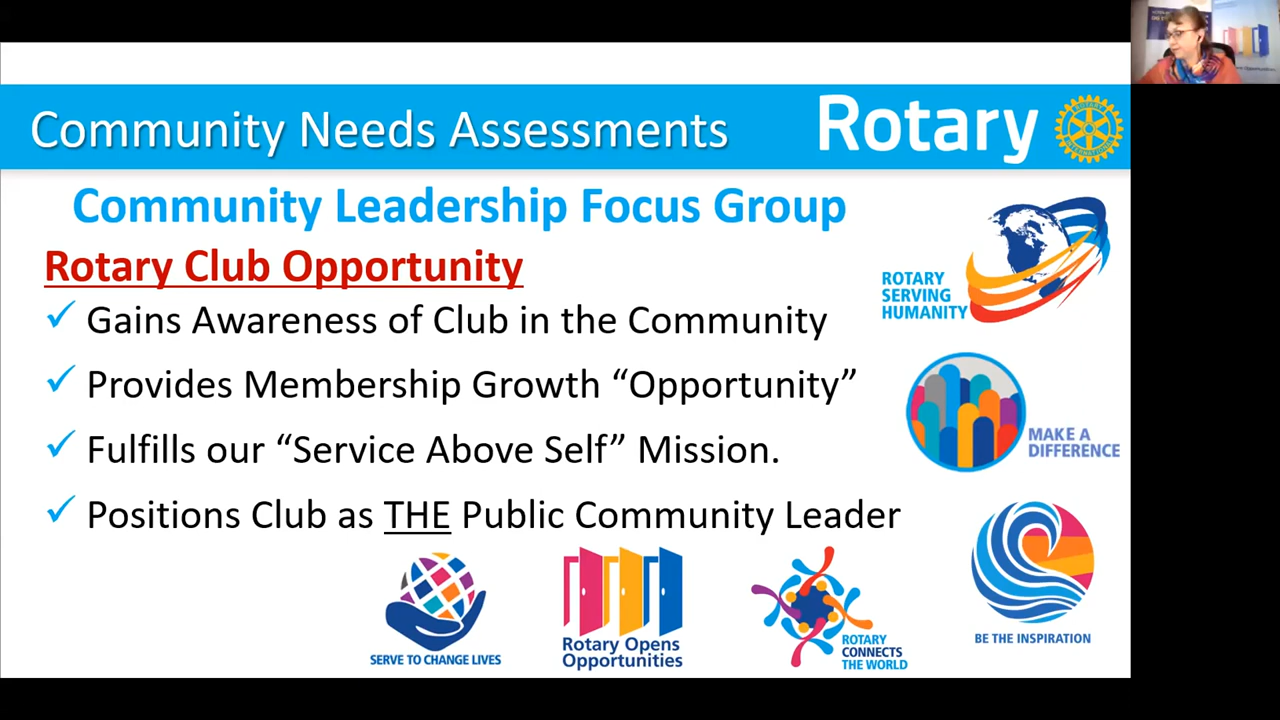 Community Needs Assessments
Rotary
ROTARY
INTERNATIONAL
Community Leadership Focus Group
Rotary Club Opportunity
Gains Awareness of Club in the Community
Provides Membership Growth “Opportunity”
Fulfills our “Service Above Self” Mission.
Positions Club as THE Public Community Leader
ROTARY
SERVING
HUMANITY
MAKE A
DIFFERENCE
BE THE INSPIRATION
SERVE TO CHANGE LIVES
Rotary Opens
Opportunities
ROTARY
CONNECTS
THE WORLD